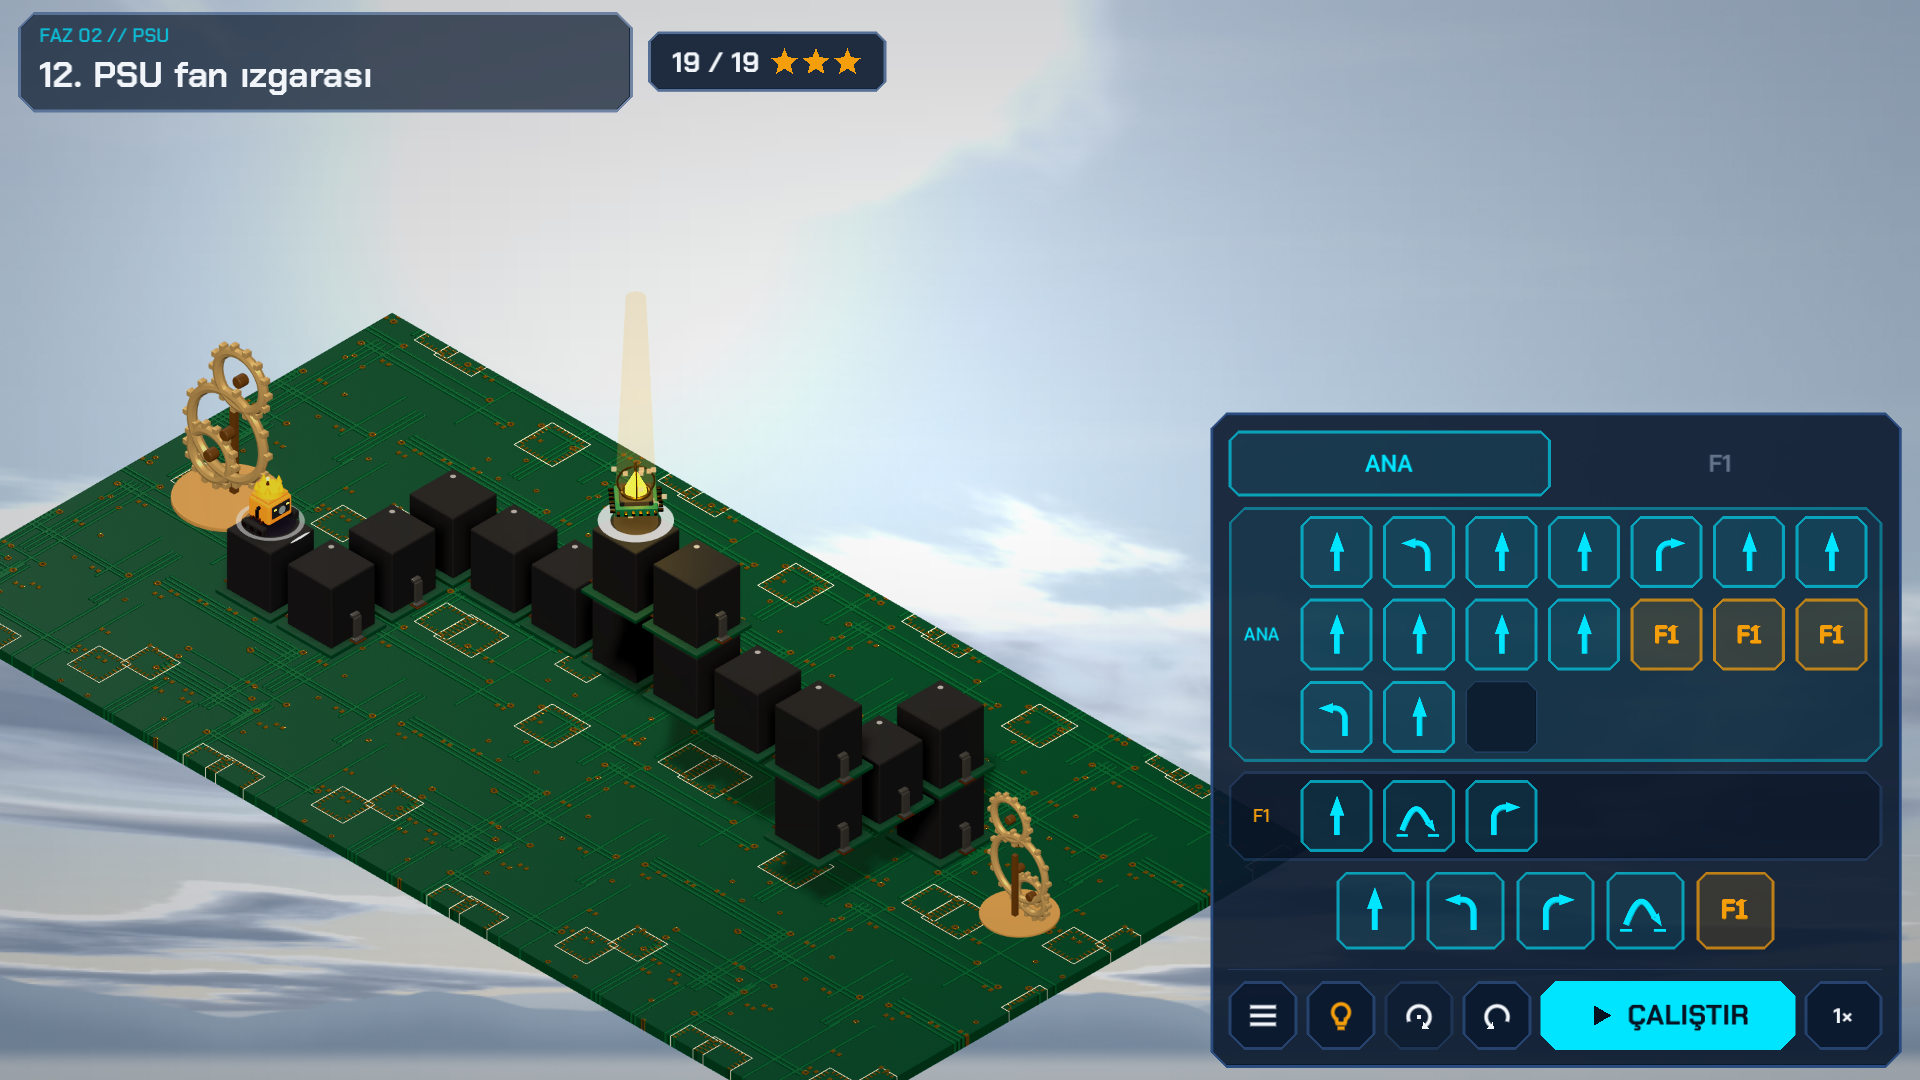 FAZ 02 // PSU
12. PSU fan ızgarası
19 / 19
ANA
F1
ANA
F1 F1 F1
F1
F1
ÇALIŞTIR
1×